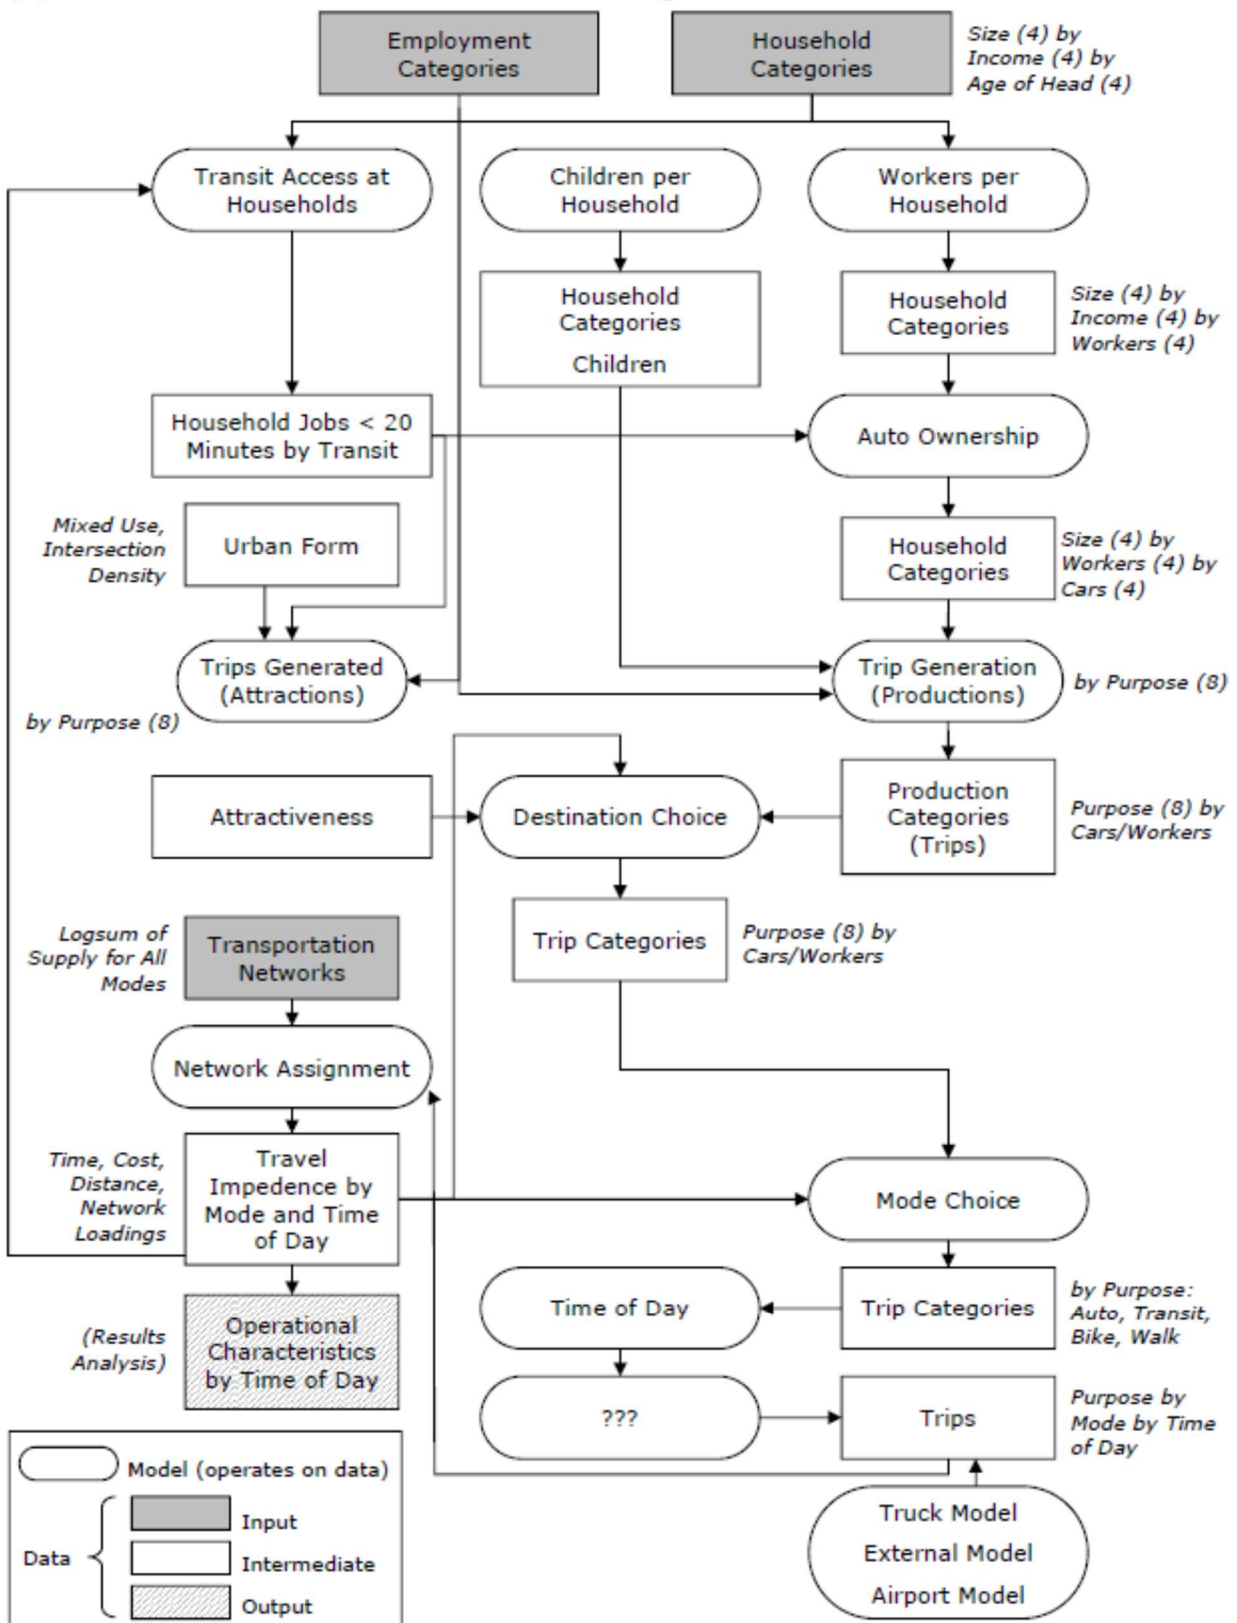 Employment
Categories
Household
Categories
Size (4) by
Income (4) by
Age of Head (4)
Transit Access at
Households
Children per
Household
Workers per
Household
Household
Categories
Children
Household
Categories
Size (4) by
Income (4) by
Workers (4)
Household Jobs < 20
Minutes by Transit
Auto Ownership
Mixed Use,
Intersection
Density
Urban Form
Household
Categories
Size (4) by
Workers (4) by
Cars (4)
Trips Generated
(Attractions)
by Purpose (8)
Trip Generation
(Productions)
by Purpose (8)
Attractiveness
Destination Choice
Production
Categories
(Trips)
Purpose (8) by
Cars/Workers
Logsum of
Supply for All
Modes
Transportation
Networks
Trip Categories
Purpose (8) by
Cars/Workers
Network Assignment
Time, Cost,
Distance,
Network
Loadings
Travel
Impedence by
Mode and Time
of Day
Mode Choice
(Results
Analysis)
Operational
Characteristics
by Time of Day
Time of Day
Trip Categories
by Purpose:
Auto, Transit,
Bike, Walk
???
Trips
Purpose by
Mode by Time
of Day
Truck Model
External Model
Airport Model
Model (operates on data)
Data
Input
Intermediate
Output